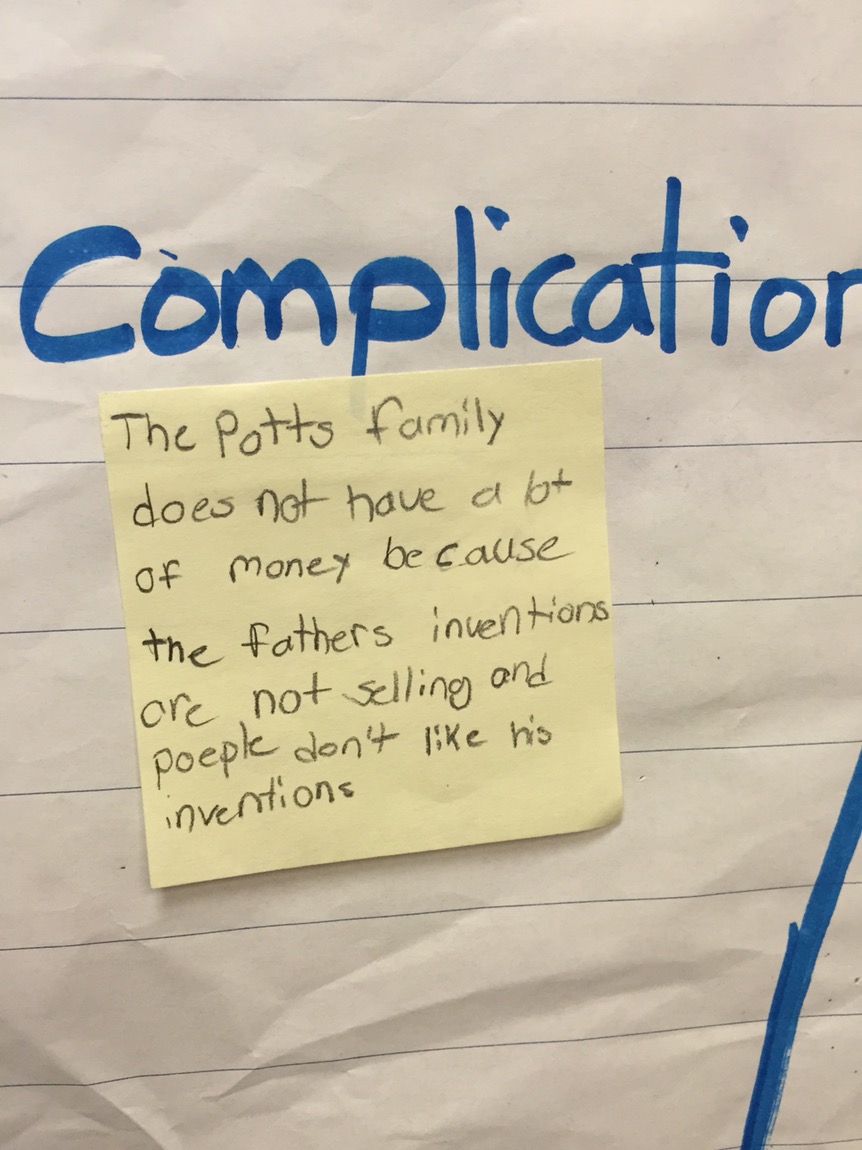 Complication
The Potts family
does not have a lot
of money because
the fathers inventions
are not selling and
poeple don't like his
inventions